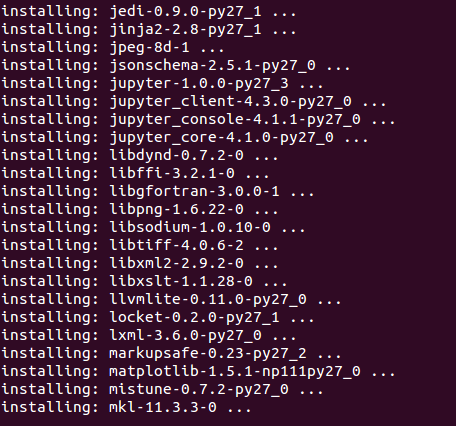 installing: jedi-0.9.0-py27_1 ...
installing: jinja2-2.8-py27_1 ...
installing: jpeg-8d-1 ...
installing: jsonschema-2.5.1-py27_0 ...
installing: jupyter-1.0.0-py27_3 ...
installing: jupyter_client-4.3.0-py27_0 ...
installing: jupyter_console-4.1.1-py27_0 ...
installing: jupyter_core-4.1.0-py27_0 ...
installing: libdynd-0.7.2-0 ...
installing: libffi-3.2.1-0 ...
installing: libgfortran-3.0.0-1 ...
installing: libpng-1.6.22-0 ...
installing: libsodium-1.0.10-0 ...
installing: libtiff-4.0.6-2 ...
installing: libxml2-2.9.2-0 ...
installing: libxslt-1.1.28-0 ...
installing: llvmlite-0.11.0-py27_0 ...
installing: locket-0.2.0-py27_1 ...
installing: lxml-3.6.0-py27_0 ...
installing: markupsafe-0.23-py27_2 ...
installing: matplotlib-1.5.1-np111py27_0 ...
installing: mistune-0.7.2-py27_0 ...
installing: mkl-11.3.3-0 ...